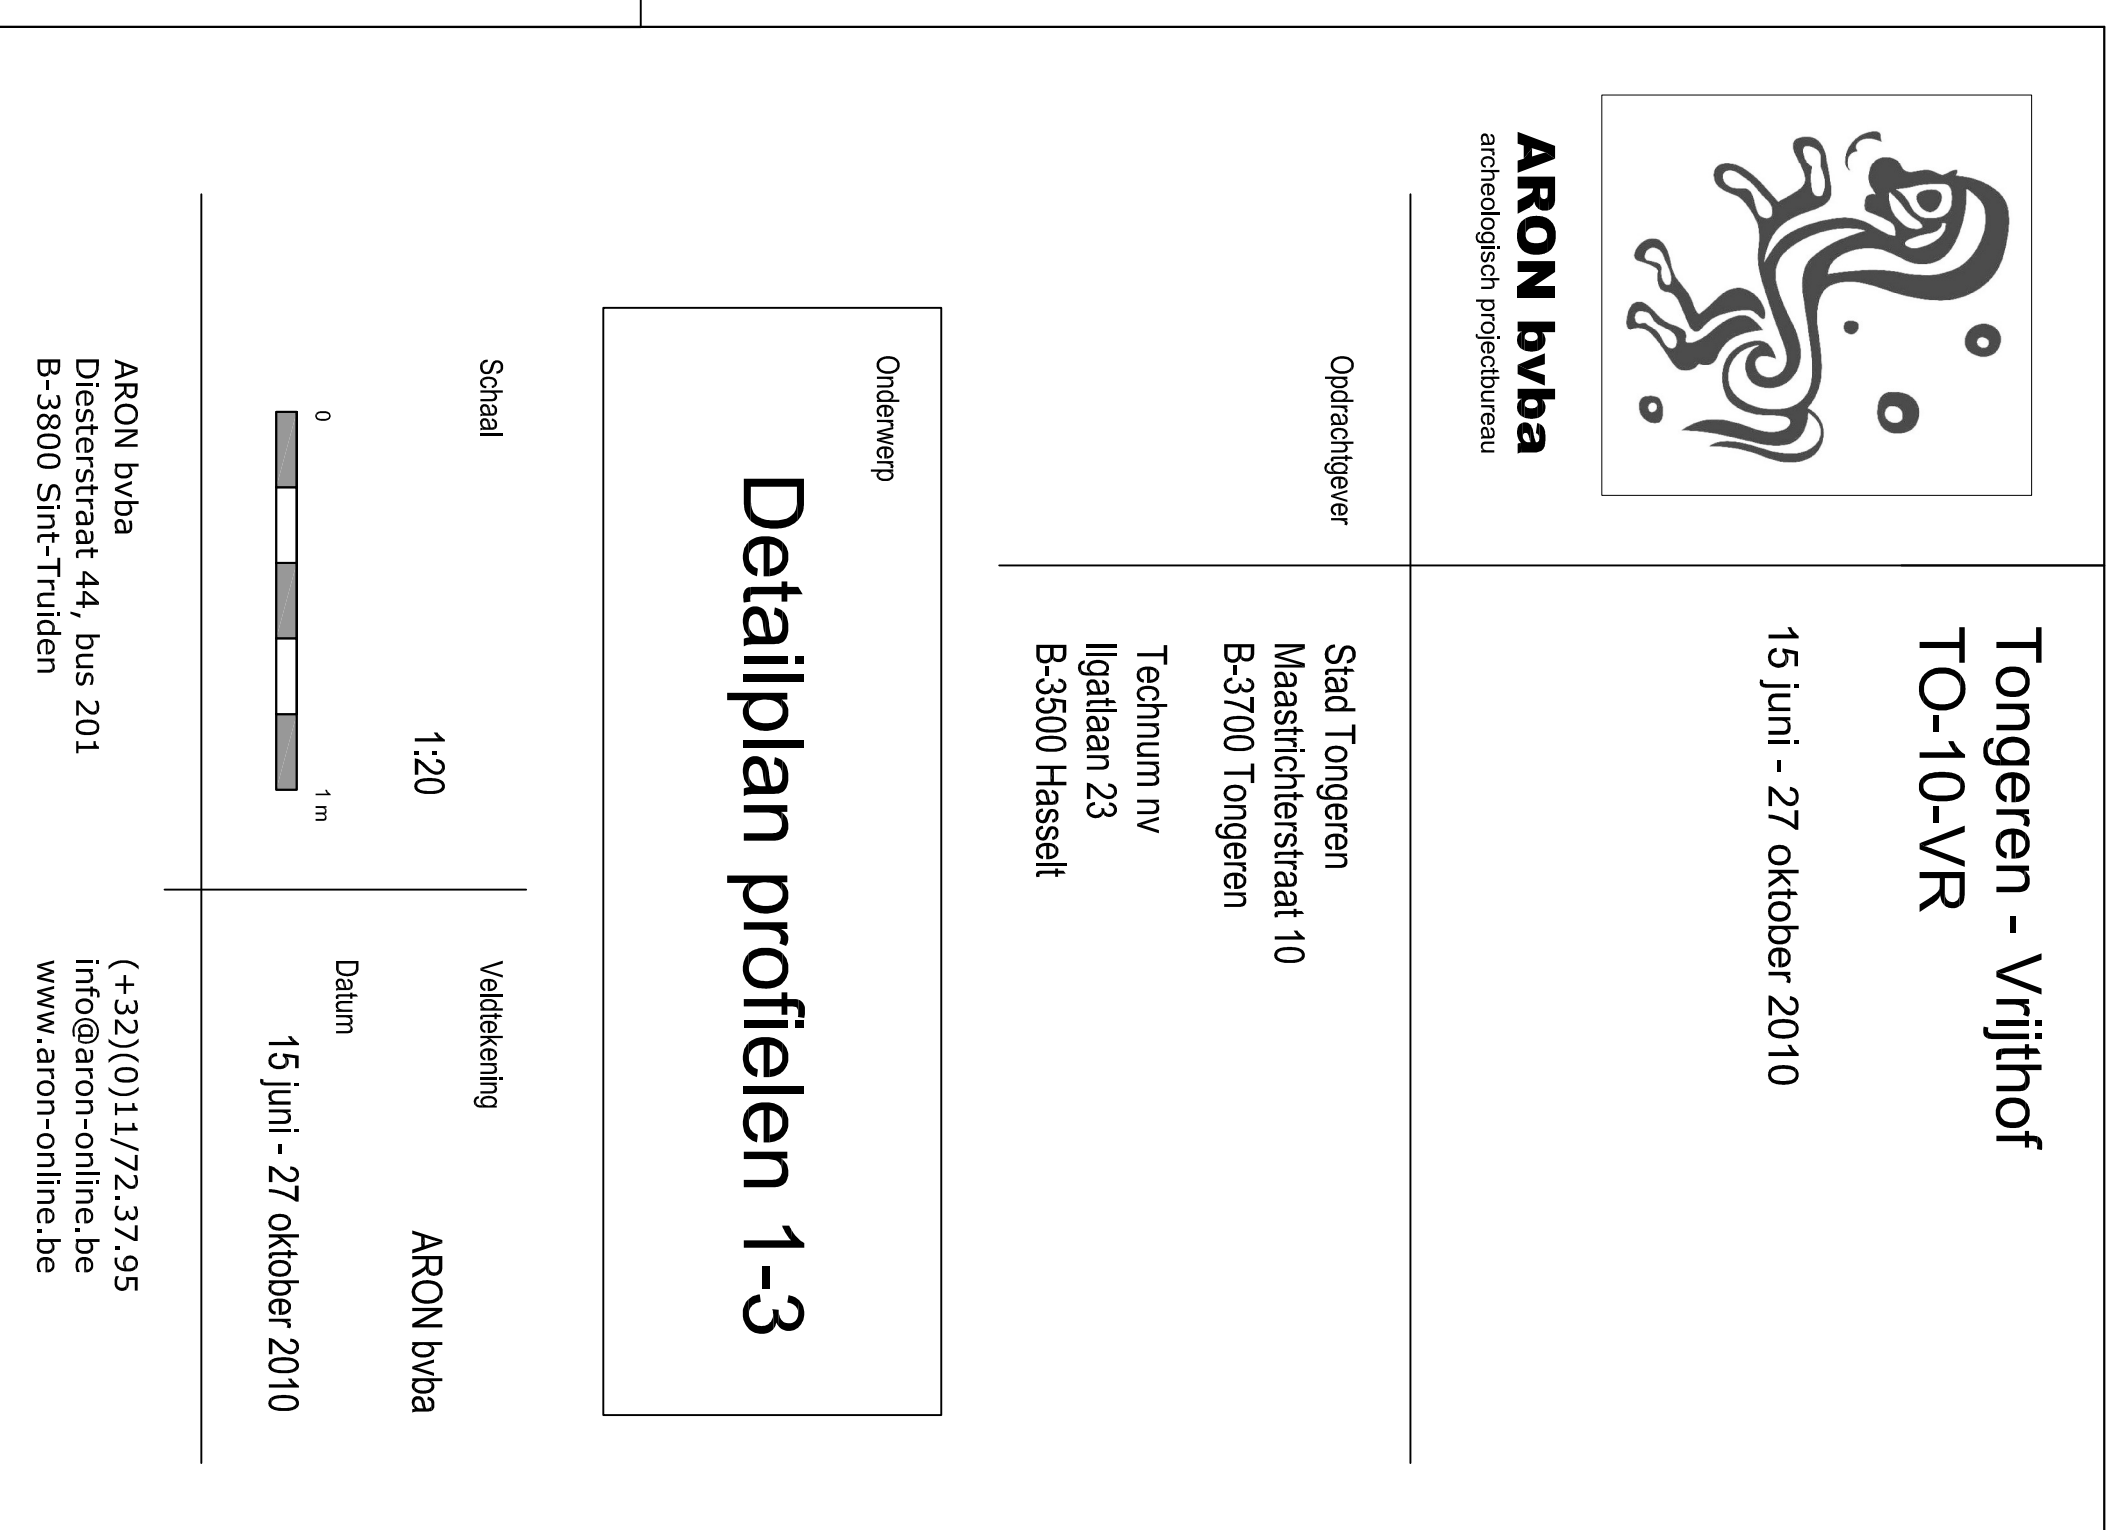 ARON bvba
archeologisch projectbureau
Tongeren - Vrijthof
TO-10-VR
15 juni - 27 oktober 2010
Opdrachtgever
Stad Tongeren
Maastrichterstraat 10
B-3700 Tongeren
Technum nv
Ilgatlaan 23
B-3500 Hasselt
Onderwerp
Detailplan profielen 1-3
Schaal
1:20
0
1 m
Veldtekening
ARON bvba
Datum
15 juni - 27 oktober 2010
ARON bvba
Diesterstraat 44, bus 201
B-3800 Sint-Truiden
(+32)(0)11/72.37.95
info@aron-online.be
www.aron-online.be